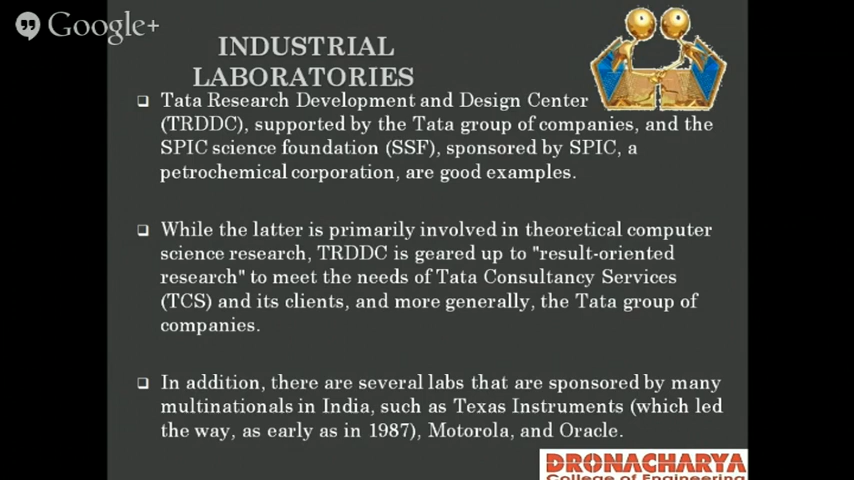 Google+
INDUSTRIAL
LABORATORIES
Tata Research Development and Design Center
(TRDDC), supported by the Tata group of companies, and the
SPIC science foundation (SSF), sponsored by SPIC, a
petrochemical corporation, are good examples.
While the latter is primarily involved in theoretical computer
science research, TRDDC is geared up to "result-oriented
research" to meet the needs of Tata Consultancy Services
(TCS) and its clients, and more generally, the Tata group of
companies.
In addition, there are several labs that are sponsored by many
multinationals in India, such as Texas Instruments (which led
the way, as early as in 1987), Motorola, and Oracle.
DRONACHARYA
College of Engineering